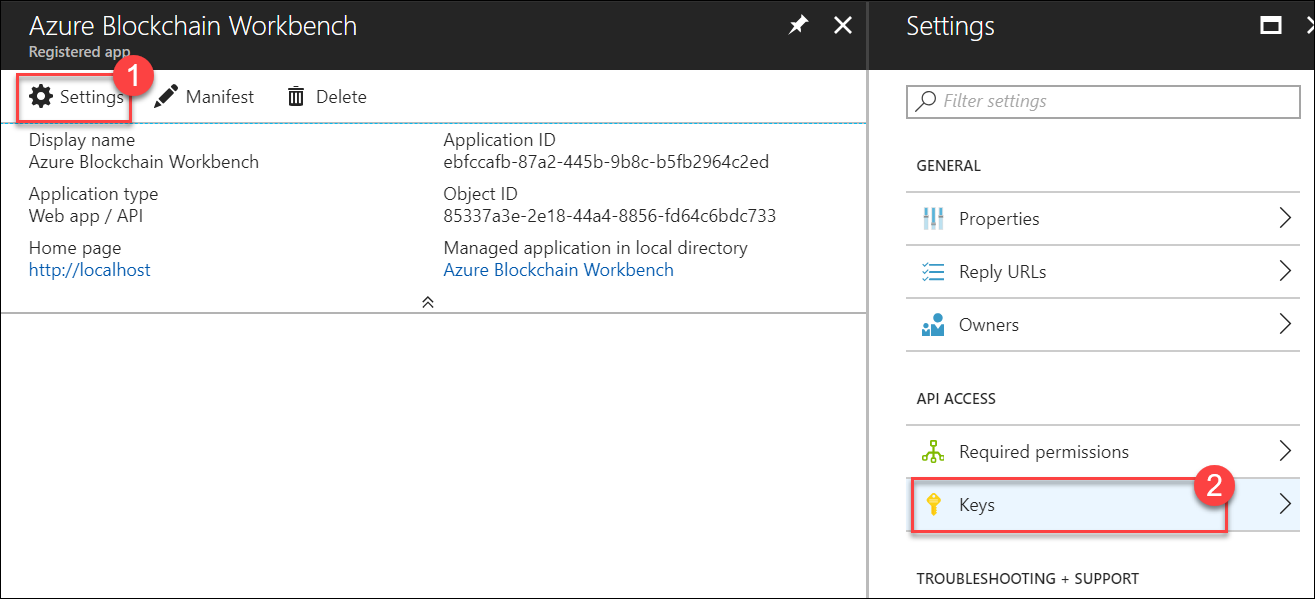 Azure Blockchain Workbench
Registered app
1
Settings
Manifest
Delete
Display name
Azure Blockchain Workbench
Application ID
ebfccafb-87a2-445b-9b8c-b5fb2964c2ed
Application type
Web app / API
Object ID
85337a3e-2e18-44a4-8856-fd64c6bdc733
Home page
http://localhost
Managed application in local directory
Azure Blockchain Workbench
Settings
Filter settings
GENERAL
Properties
Reply URLs
Owners
API ACCESS
Required permissions
2
Keys
TROUBLESHOOTING + SUPPORT